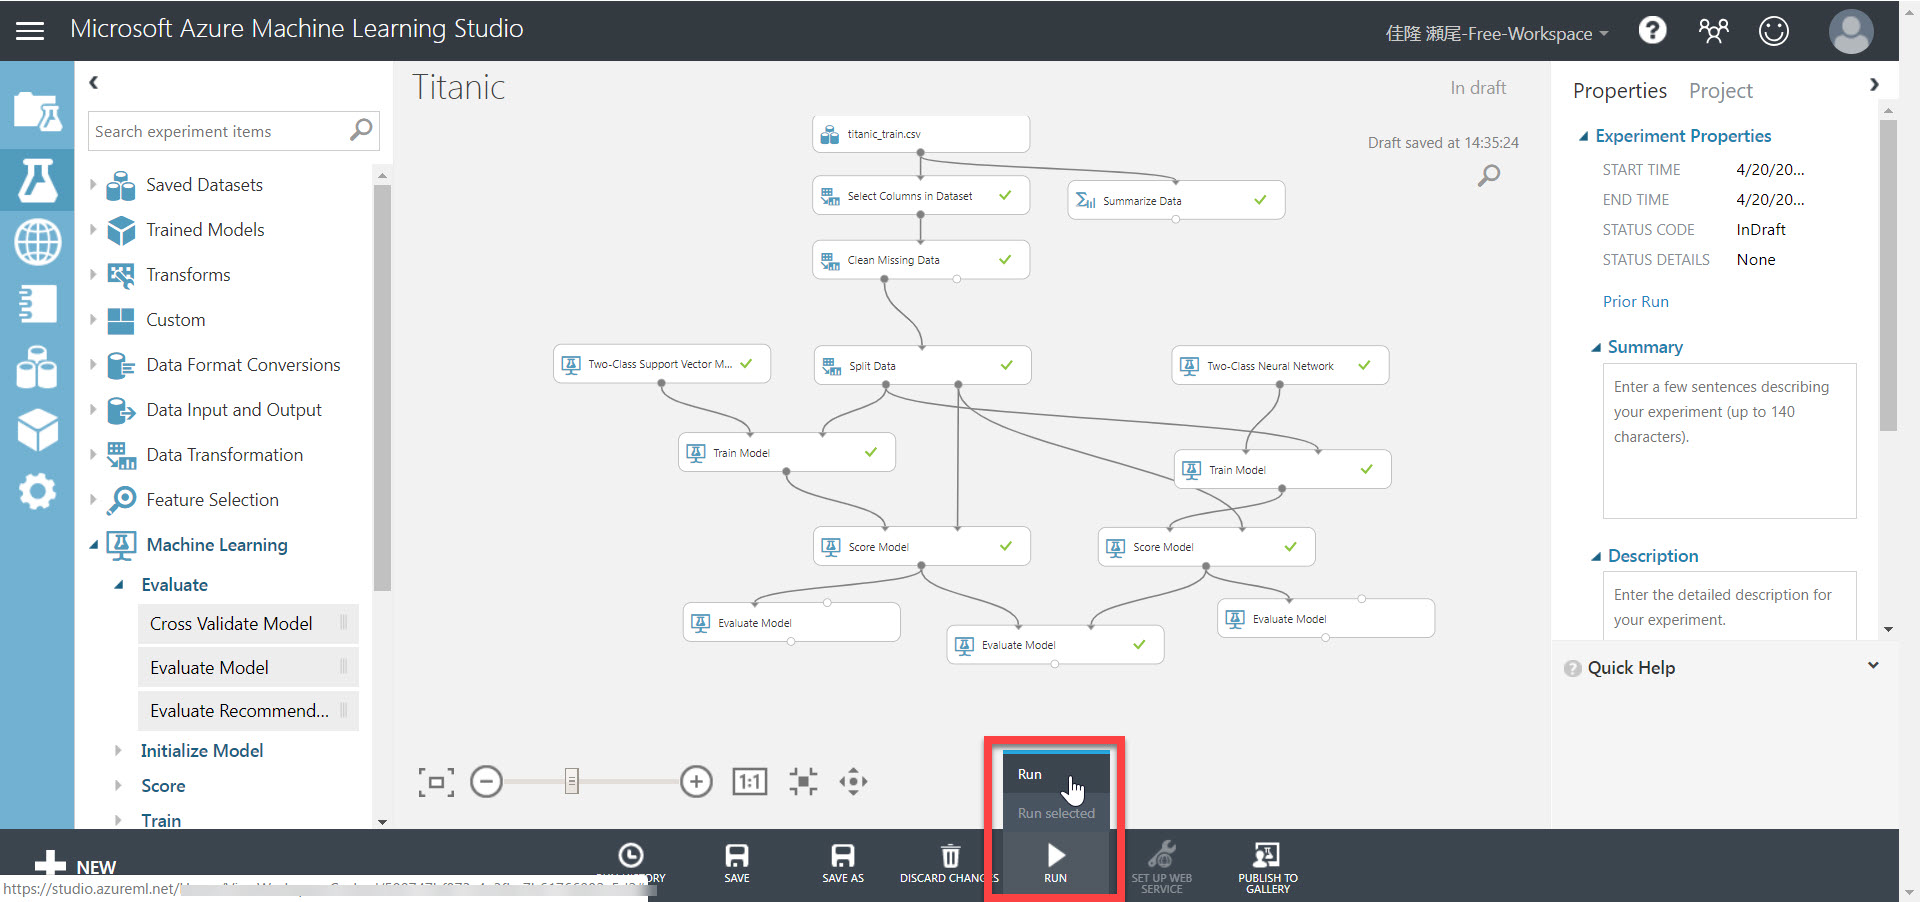 Microsoft Azure Machine Learning Studio
佳隆 瀬尾-Free-Workspace
?
Search experiment items
Saved Datasets
Trained Models
Transforms
Custom
Data Format Conversions
Data Input and Output
Data Transformation
Feature Selection
Machine Learning
Evaluate
Cross Validate Model
Evaluate Model
Evaluate Recommend...
Initialize Model
Score
Train
Titanic
In draft
Draft saved at 14:35:24
titanic_train.csv
Select Columns in Dataset
Summarize Data
Clean Missing Data
Two-Class Support Vector M...
Split Data
Two-Class Neural Network
Train Model
Train Model
Score Model
Score Model
Evaluate Model
Evaluate Model
Evaluate Model
1:1
Properties
Project
Experiment Properties
START TIME 4/20/20...
END TIME 4/20/20...
STATUS CODE InDraft
STATUS DETAILS None
Prior Run
Summary
Enter a few sentences describing
your experiment (up to 140
characters).
Description
Enter the detailed description for
your experiment.
? Quick Help
Run
Run selected
NEW
SAVE
SAVE AS
DISCARD CHANGES
RUN
SET UP WEB
SERVICE
PUBLISH TO
GALLERY
https://studio.azureml.net/